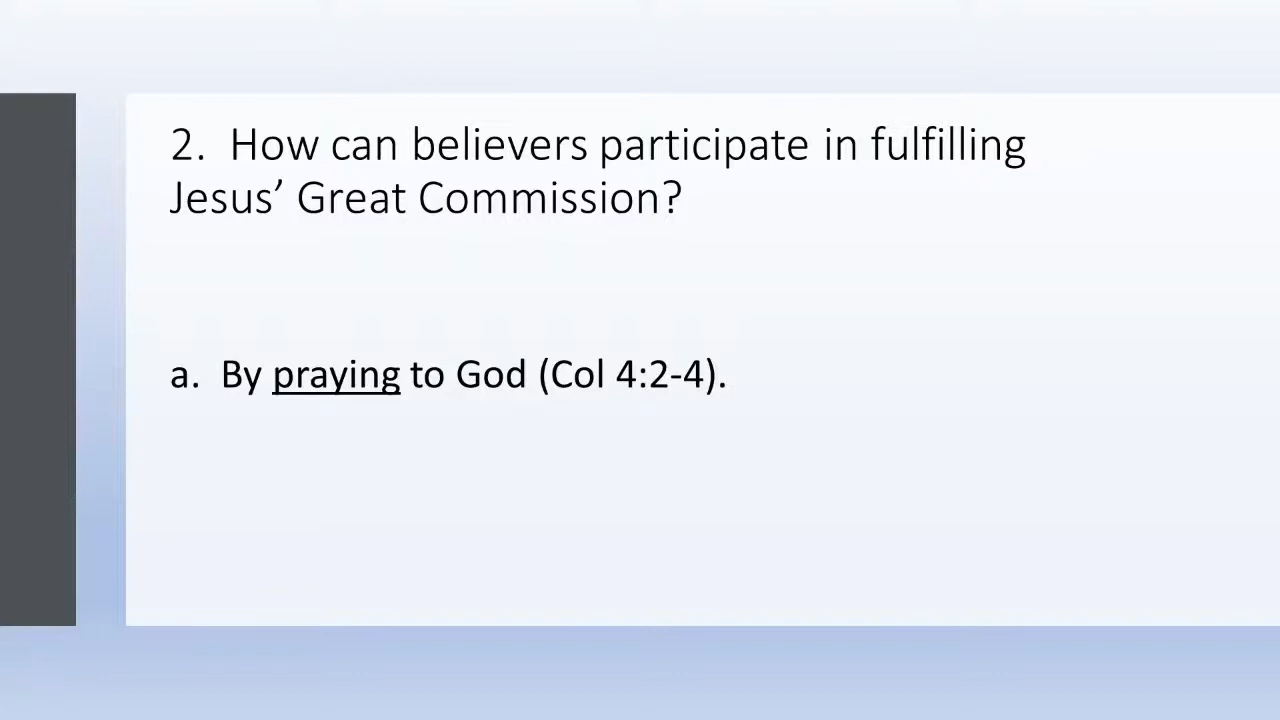 2.  How can believers participate in fulfilling
Jesus’ Great Commission?
a.  By praying to God (Col 4:2-4).